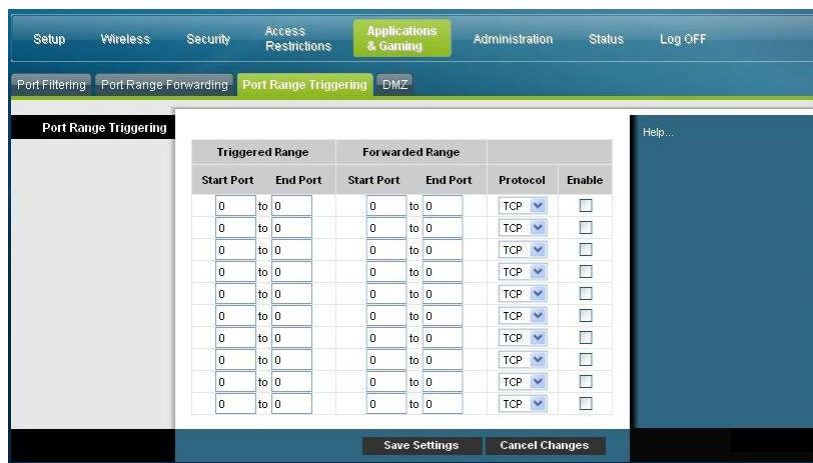 Setup Wireless Security Access Restrictions Applications & Gaming Administration Status Log OFF
Port Filtering Port Range Forwarding Port Range Triggering DMZ
Port Range Triggering
Help...
Triggered Range Forwarded Range
Start Port End Port Start Port End Port Protocol Enable
0 to 0 0 to 0 TCP
0 to 0 0 to 0 TCP
0 to 0 0 to 0 TCP
0 to 0 0 to 0 TCP
0 to 0 0 to 0 TCP
0 to 0 0 to 0 TCP
0 to 0 0 to 0 TCP
0 to 0 0 to 0 TCP
0 to 0 0 to 0 TCP
0 to 0 0 to 0 TCP
Save Settings Cancel Changes